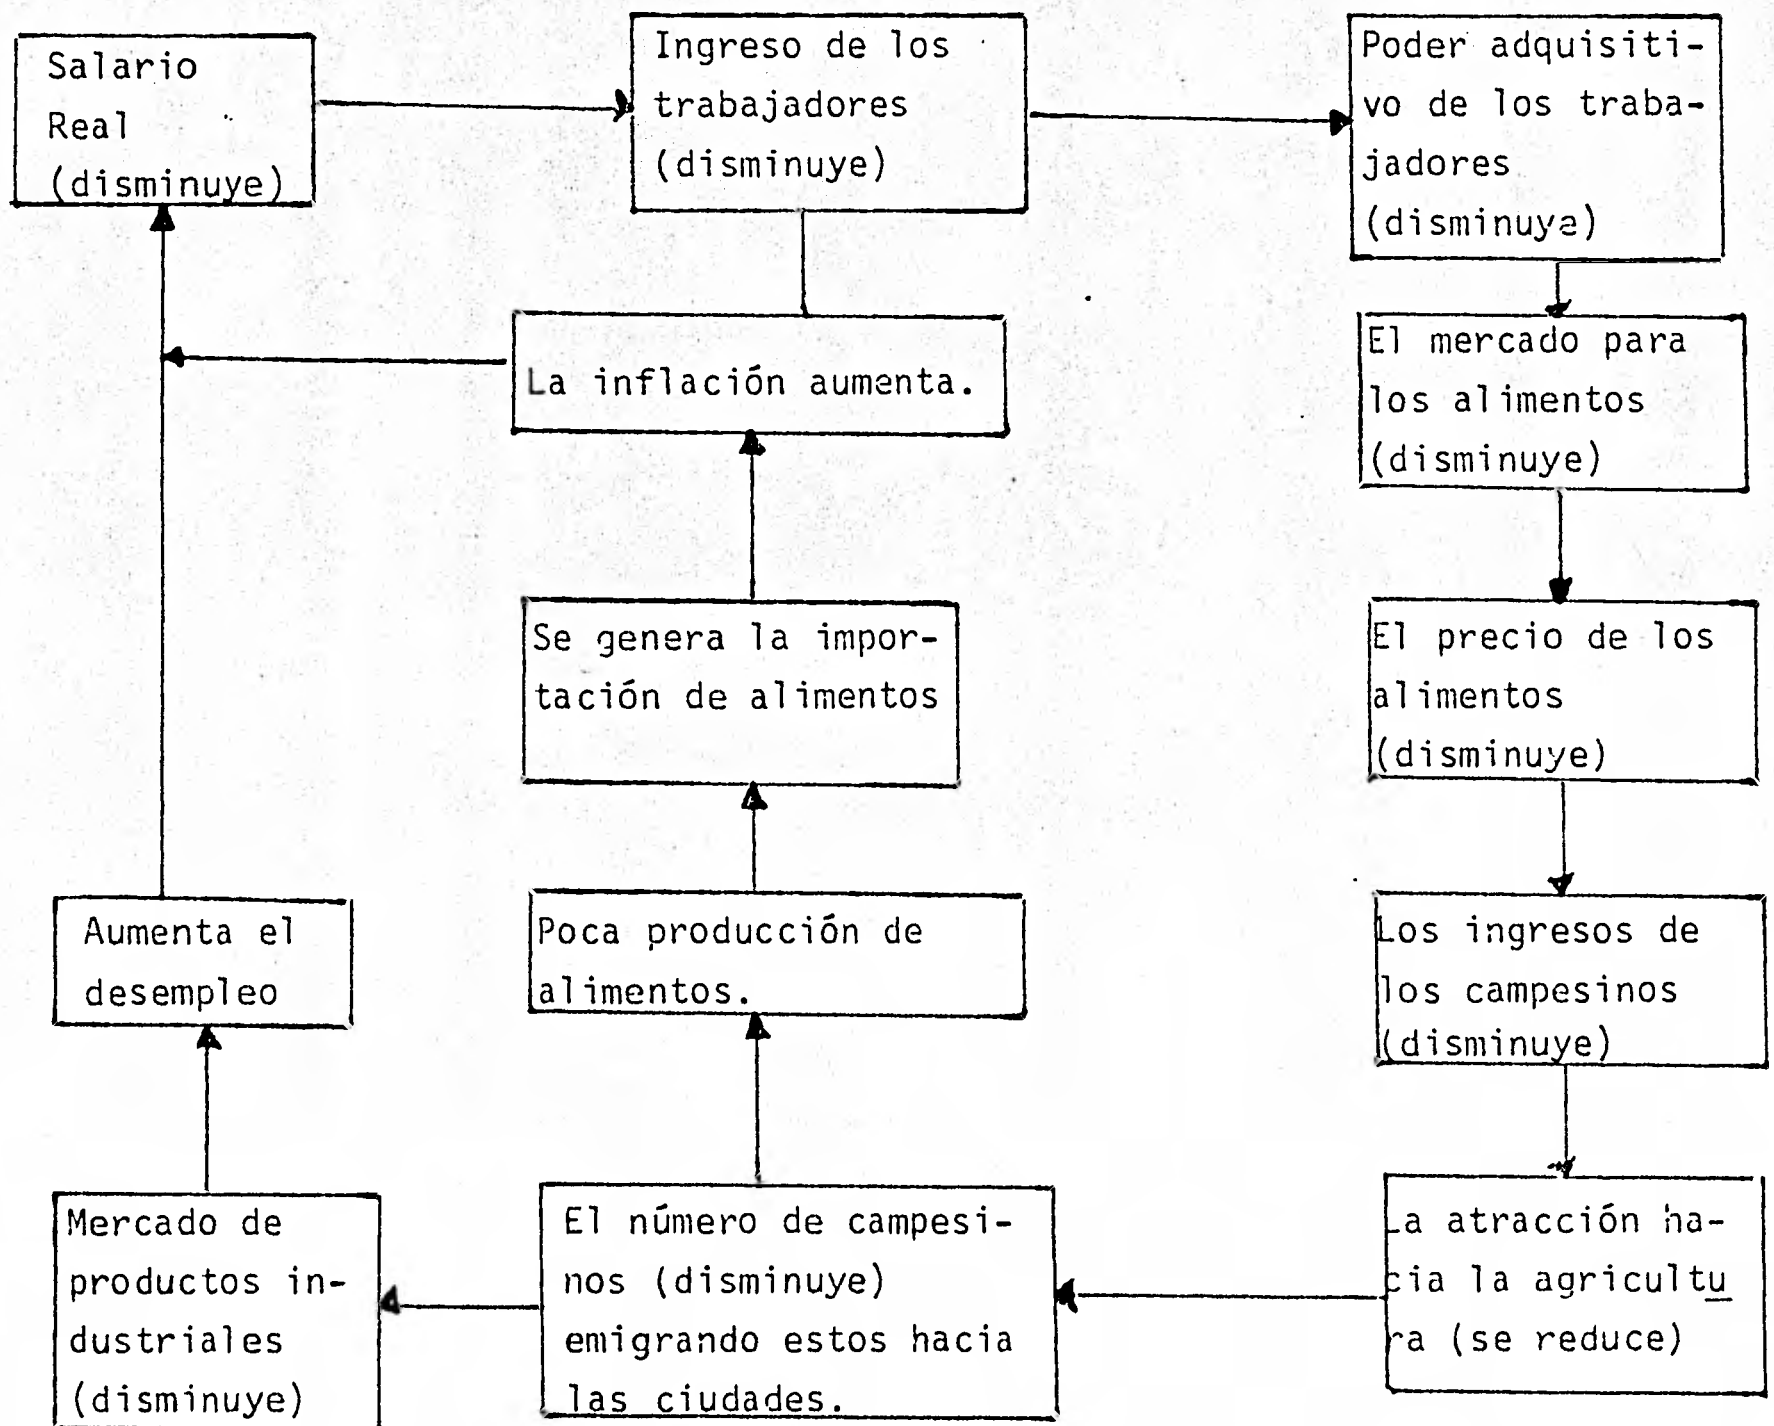 Salario
Real
(disminuye)
Ingreso de los
trabajadores
(disminuye)
Poder adquisiti-
vo de los traba-
jadores
(disminuye)
La inflación aumenta.
El mercado para
los alimentos
(disminuye)
Se genera la impor-
tación de alimentos
El precio de los
alimentos
(disminuye)
Aumenta el
desempleo
Poca producción de
alimentos.
Los ingresos de
los campesinos
(disminuye)
Mercado de
productos in-
dustriales
(disminuye)
El número de campesi-
nos (disminuye)
emigrando estos hacia
las ciudades.
La atracción ha-
cia la agricultu
ra (se reduce)